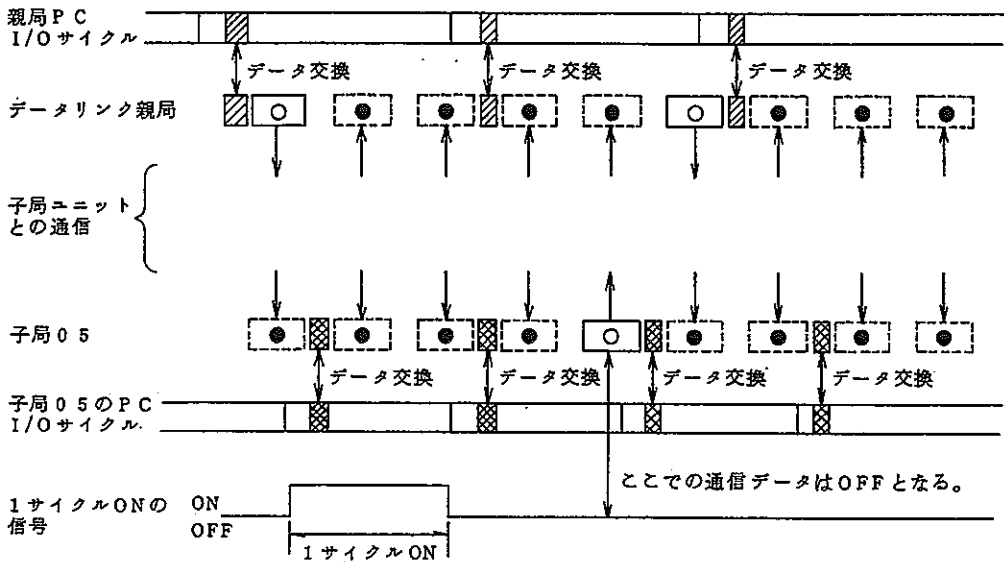 親局PC
I/Oサイクル
データ交換 データ交換 データ交換
データリンク親局
子局ユニット
との通信
子局05
データ交換 データ交換 データ交換 データ交換
子局05のPC
I/Oサイクル
ここでの通信データはOFFとなる。
1サイクルONの
信号
ON
OFF
1サイクルON